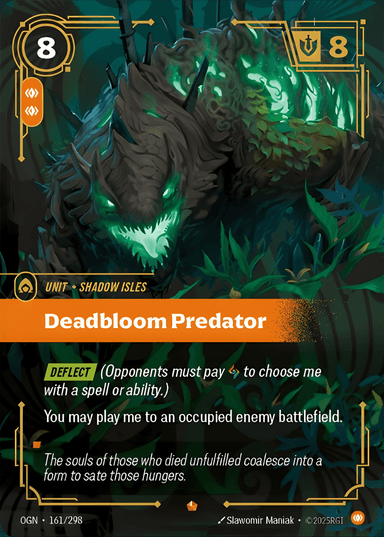 8
8
UNIT • SHADOW ISLES
Deadbloom Predator
DEFLECT (Opponents must pay to choose me
with a spell or ability.)
You may play me to an occupied enemy battlefield.
The souls of those who died unfulfilled coalesce into a
form to sate those hungers.
OGN • 161/298
Slawomir Maniak • ©2025RGI